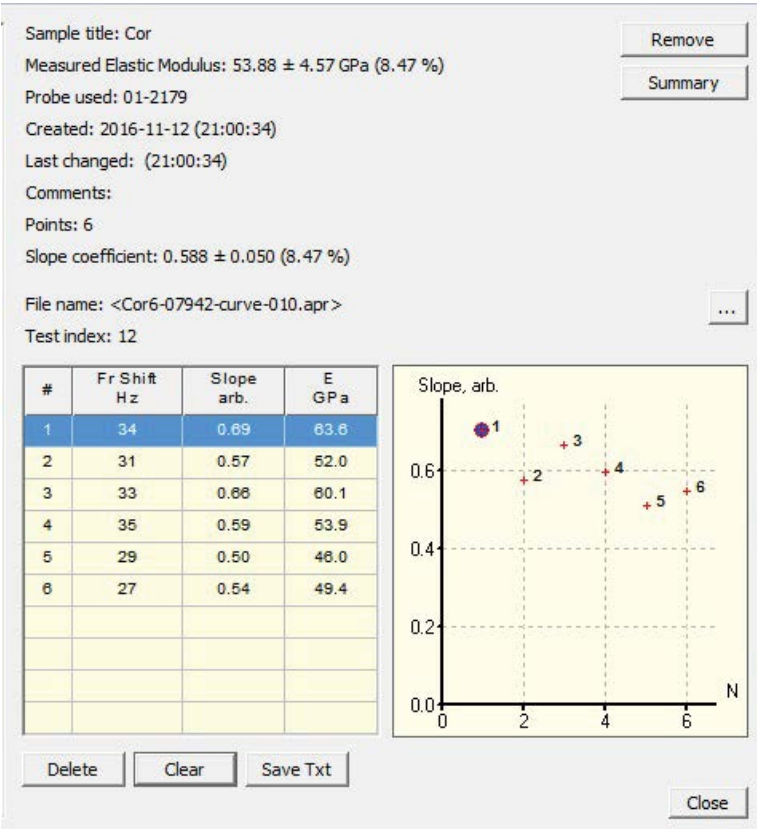 Sample title: Cor
Remove
Measured Elastic Modulus: 53.88 ± 4.57 GPa (8.47 %)
Summary
Probe used: 01-2179
Created: 2016-11-12 (21:00:34)
Last changed: (21:00:34)
Comments:
Points: 6
Slope coefficient: 0.588 ± 0.050 (8.47 %)
File name: <Cor6-07942-curve-010.apr>
...
Test index: 12
# Fr Shift Hz Slope arb. E GPa
1 34 0.69 63.6
2 31 0.57 52.0
3 33 0.66 60.1
4 35 0.59 53.9
5 29 0.50 46.0
6 27 0.54 49.4
Slope, arb.
1
3
0.6 2 4
5 6
0.4
0.2
0.0 N
0 2 4 6
Delete Clear Save Txt
Close